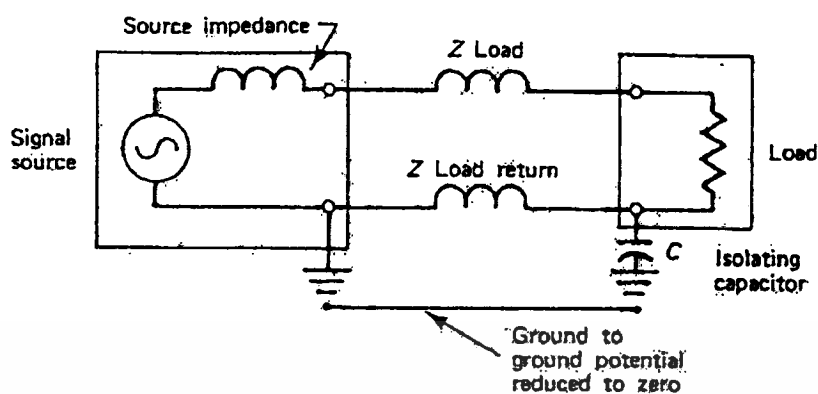 Source impedance
Z Load
Signal
source
Load
Z Load return
C
Isolating
capacitor
Ground to
ground potential
reduced to zero